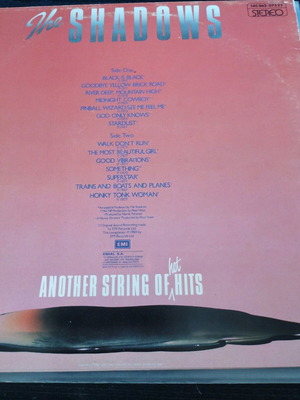 The SHADOWS
STEREO
Side One
BLACK IS BLACK
GOODBYE YELLOW BRICK ROAD
RIVER DEEP, MOUNTAIN HIGH
MIDNIGHT COWBOY
PINBALL WIZARD/SEE ME FEEL ME
GOD ONLY KNOWS
STARDUST
Side Two
WALK DON'T RUN
THE MOST BEAUTIFUL GIRL
GOOD VIBRATIONS
SOMETHING
SUPERSTAR
TRAINS AND BOATS AND PLANES
HONKY TONK WOMAN
EMI
ANOTHER STRING OF hot HITS